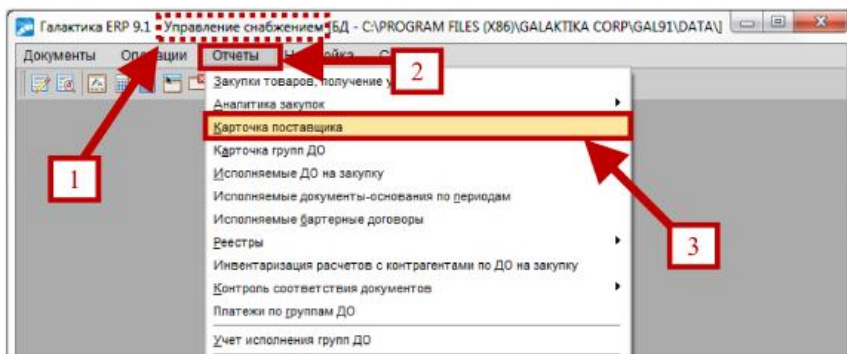 Галактика ERP 9.1 - Управление снабжением [БД - C:\PROGRAM FILES (X86)\GALAKTIKA CORP\GAL91\DATA\]
Документы Операции Отчеты Настройка
2
Закупки товаров, получение
Аналитика закупок
Карточка поставщика
Карточка групп ДО
1
Исполняемые ДО на закупку
Исполняемые документы-основания по периодам
Исполняемые бартерные договоры
Реестры
3
Инвентаризация расчетов с контрагентами по ДО на закупку
Контроль соответствия документов
Платежи по группам ДО
Учет исполнения групп ДО